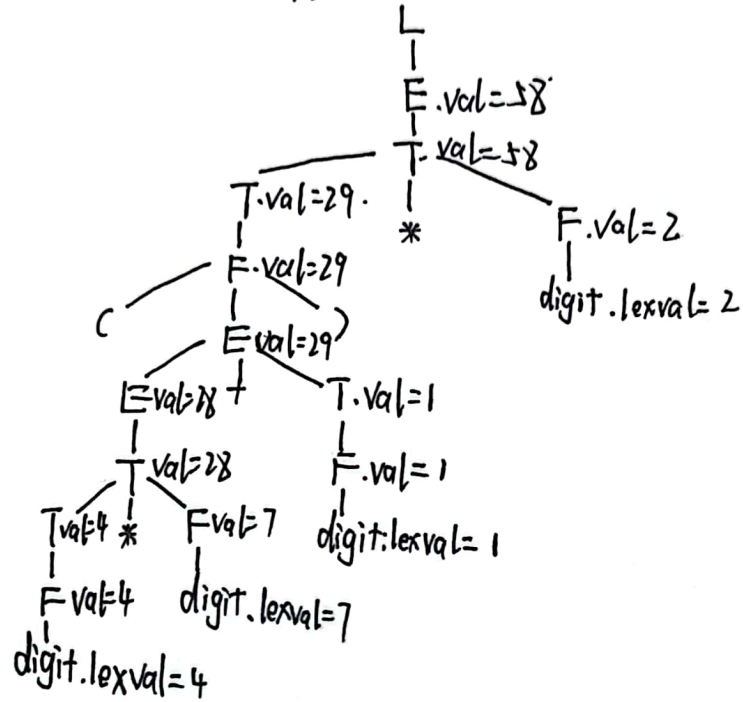 L
E.val=58
T.val=58
T.val=29.
*
F.val=2
F.val=29
digit.lexval=2
(
)
E val=29
E val=28
+
T.val=1
T val=28
F.val=1
T val=4
*
F val=7
digit.lexval=1
F val=4
digit.lexval=7
digit.lexval=4